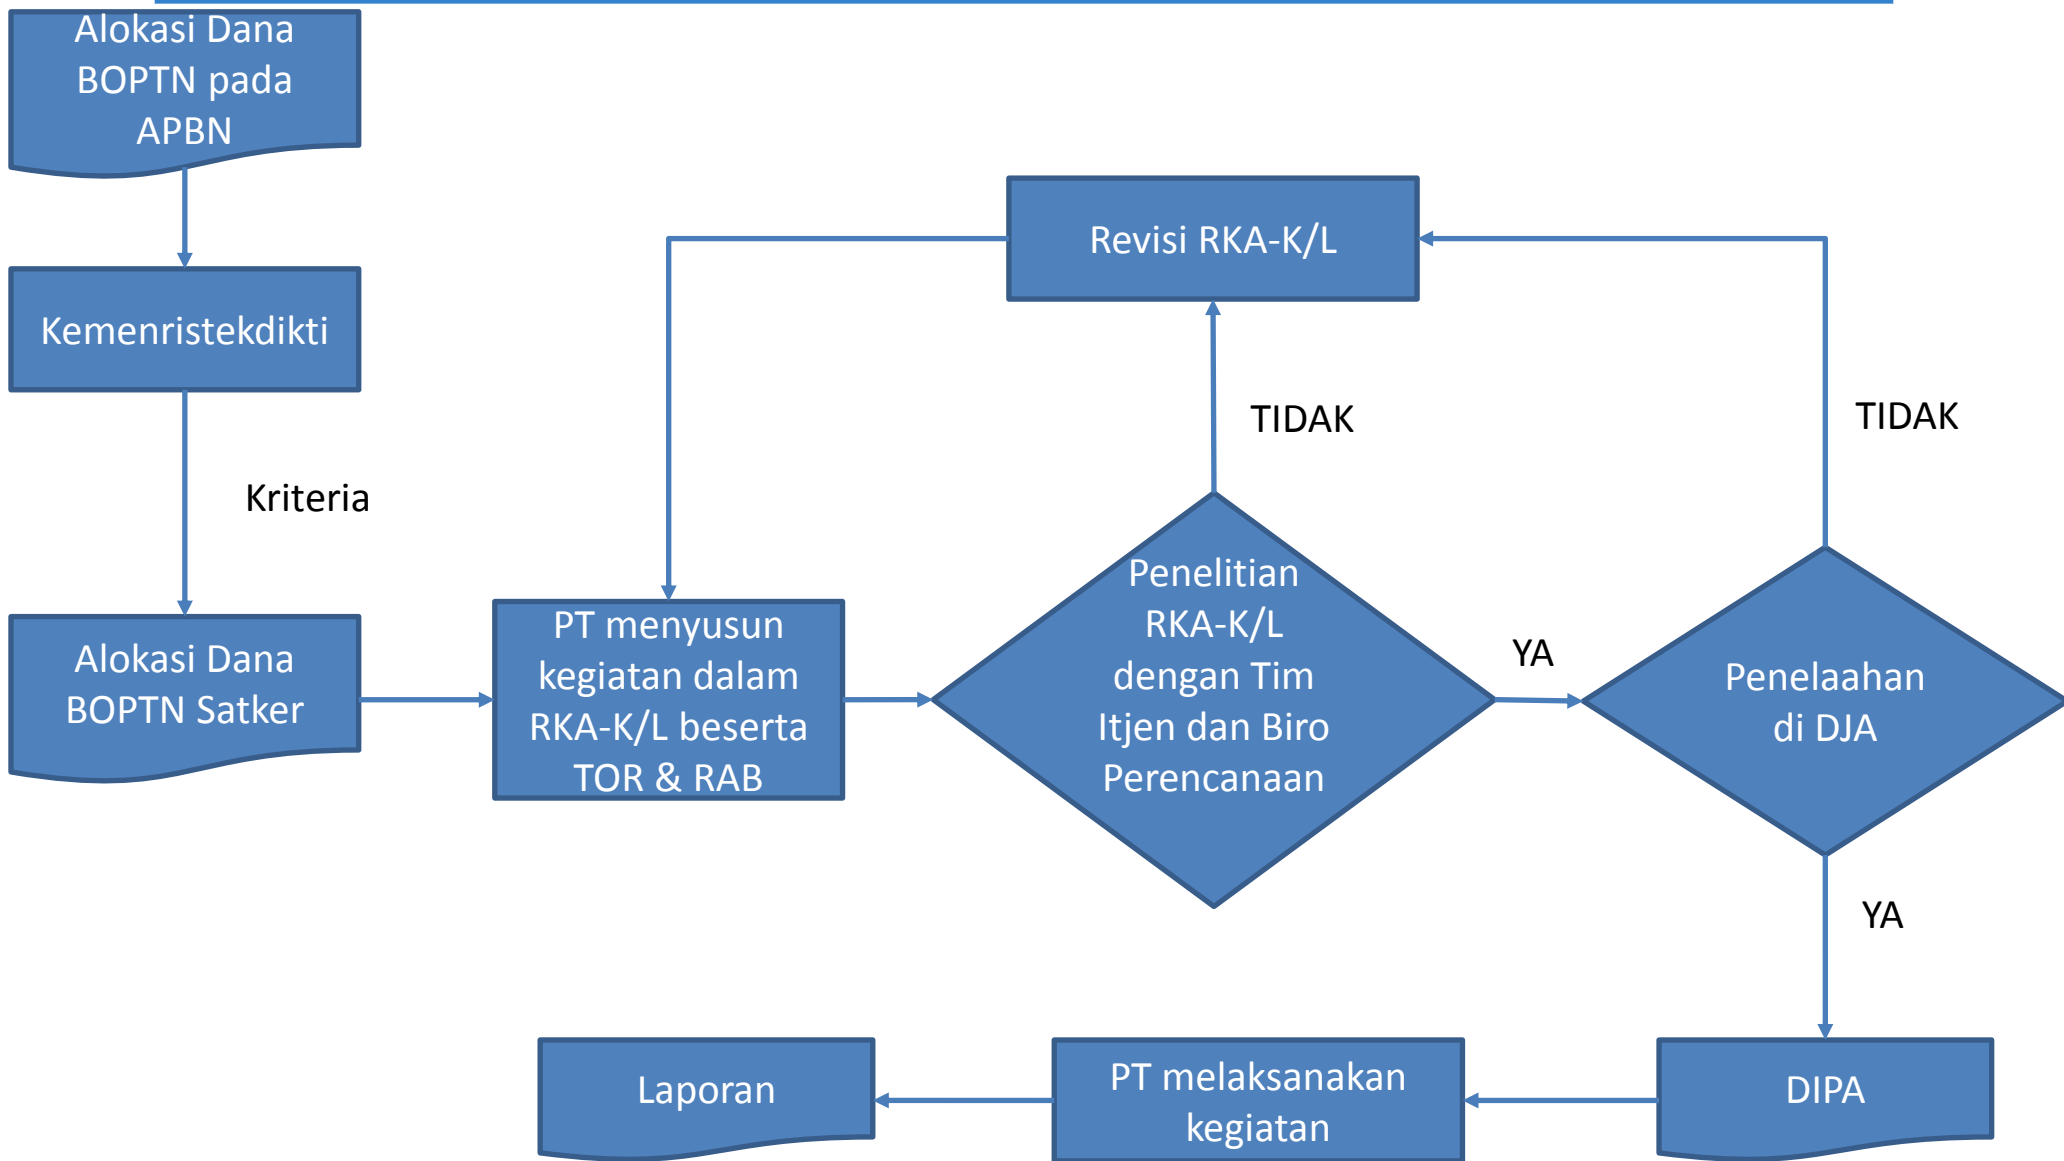 Alokasi Dana
BOPTN pada
APBN
Kemenristekdikti
Kriteria
Alokasi Dana
BOPTN Satker
PT menyusun
kegiatan dalam
RKA-K/L beserta
TOR & RAB
Revisi RKA-K/L
TIDAK
TIDAK
Penelitian
RKA-K/L
dengan Tim
Itjen dan Biro
Perencanaan
YA
Penelaahan
di DJA
YA
DIPA
PT melaksanakan
kegiatan
Laporan